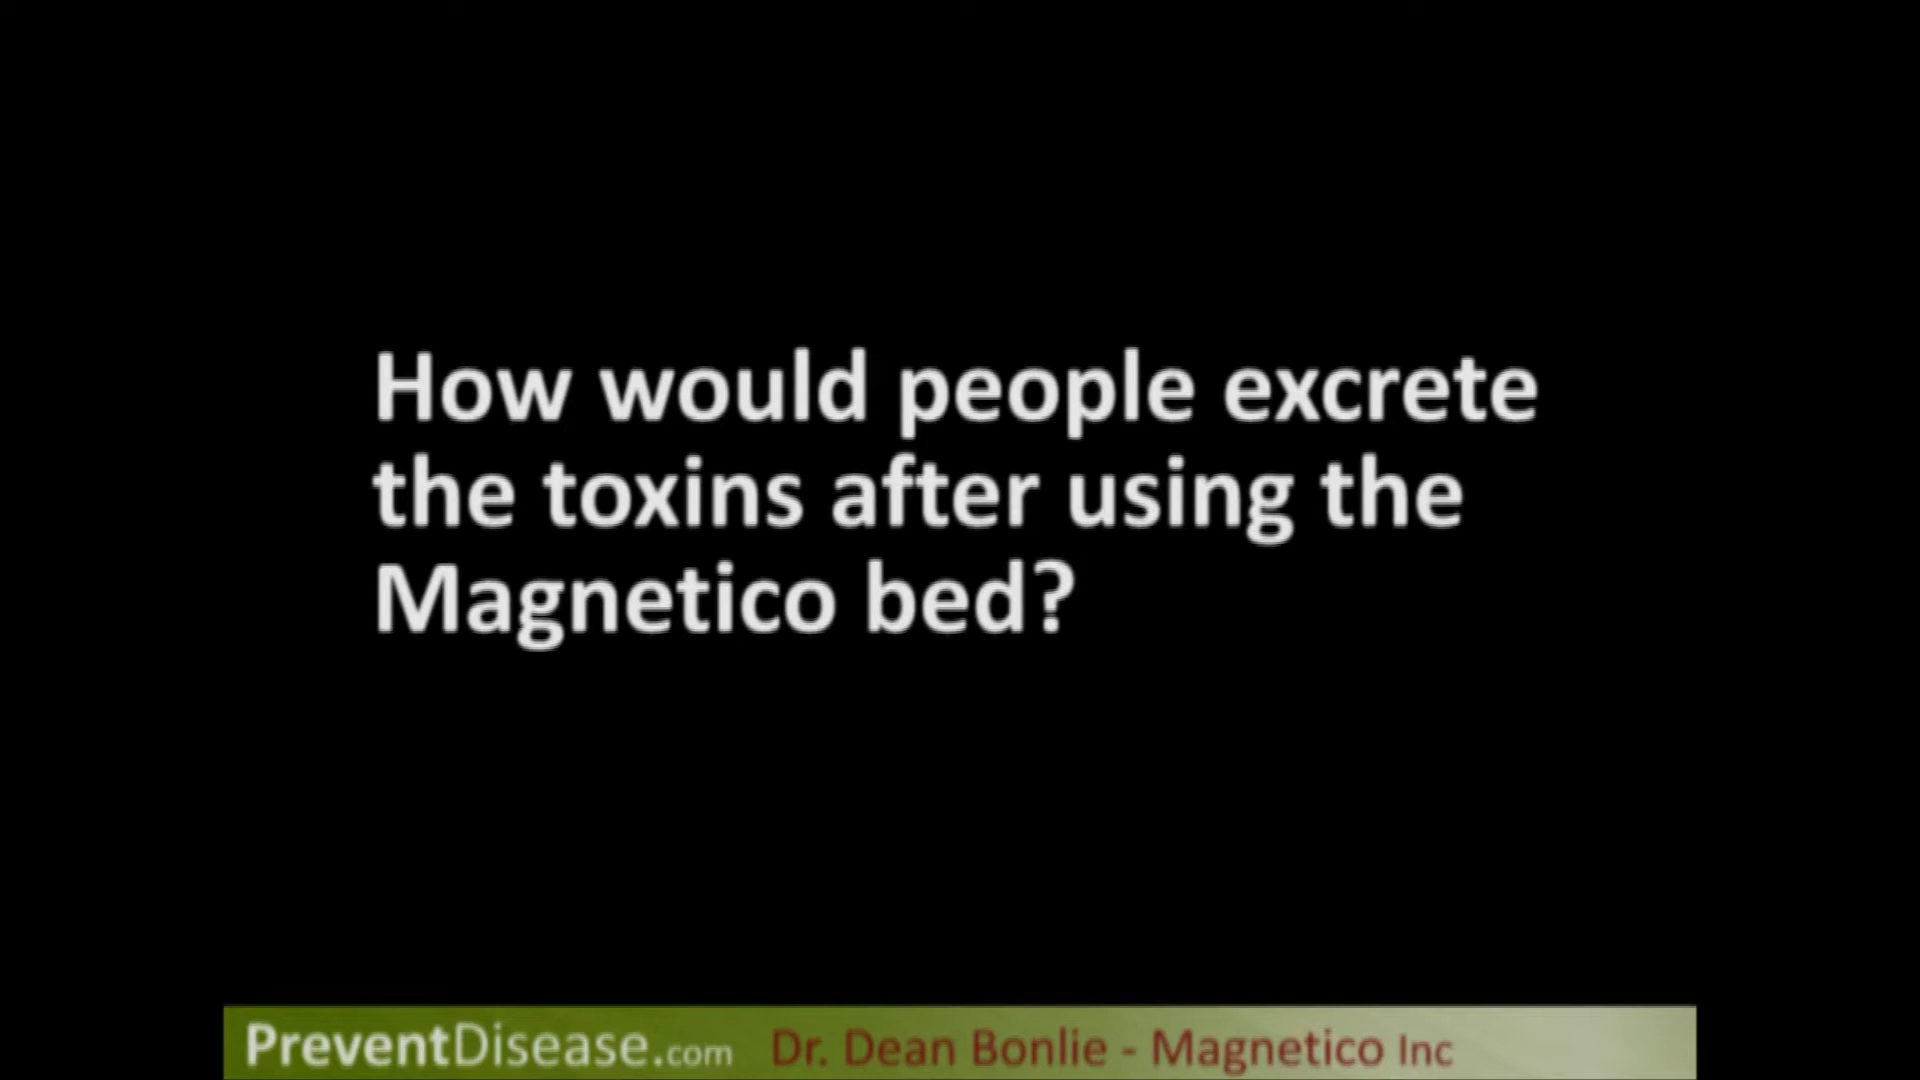 How would people excrete
the toxins after using the
Magnetico bed?
PreventDisease.com Dr. Dean Bonlie - Magnetico Inc